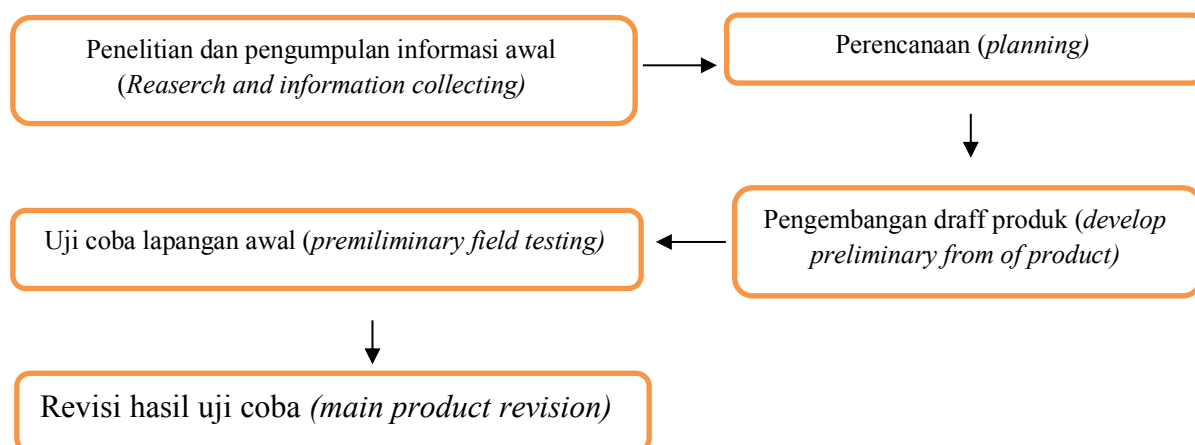 Penelitian dan pengumpulan informasi awal
(Reaserch and information collecting)
Perencanaan (planning)
Pengembangan draff produk (develop
preliminary from of product)
Uji coba lapangan awal (premiliminary field testing)
Revisi hasil uji coba (main product revision)